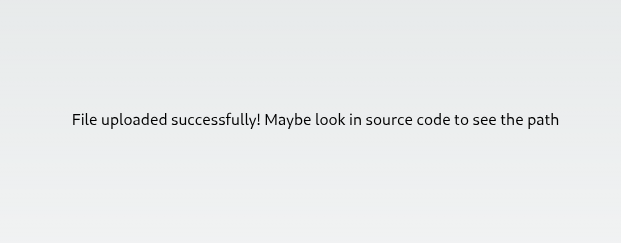 File uploaded successfully! Maybe look in source code to see the path